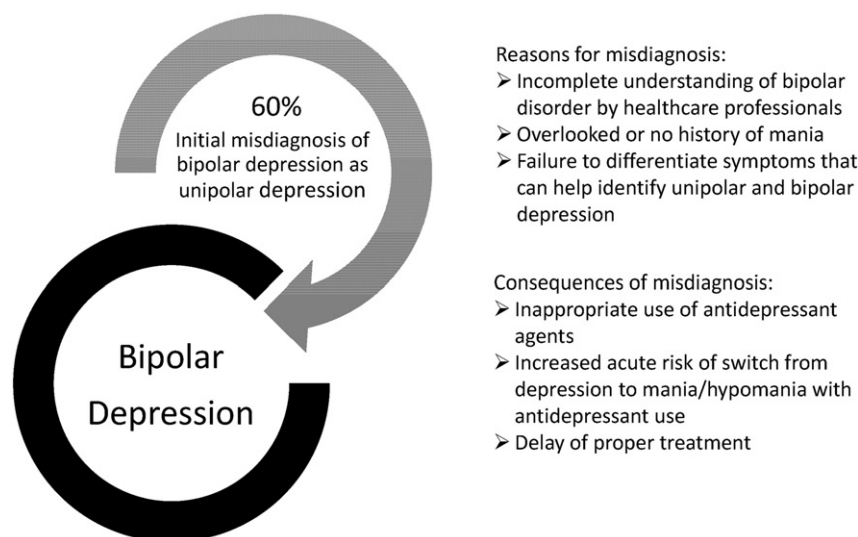 60%
Initial misdiagnosis of
bipolar depression as
unipolar depression
Bipolar
Depression
Reasons for misdiagnosis:
➢ Incomplete understanding of bipolar
disorder by healthcare professionals
➢ Overlooked or no history of mania
➢ Failure to differentiate symptoms that
can help identify unipolar and bipolar
depression
Consequences of misdiagnosis:
➢ Inappropriate use of antidepressant
agents
➢ Increased acute risk of switch from
depression to mania/hypomania with
antidepressant use
➢ Delay of proper treatment